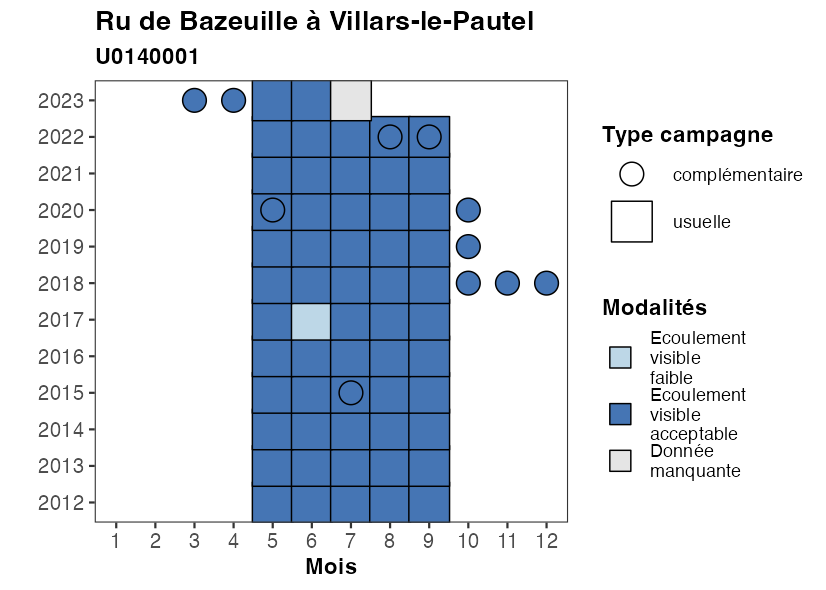 Ru de Bazeuille à Villars-le-Pautel
U0140001
2023
2022
2021
2020
2019
2018
2017
2016
2015
2014
2013
2012
1 2 3 4 5 6 7 8 9 10 11 12
Mois
Type campagne
complémentaire
usuelle
Modalités
Ecoulement
visible
faible
Ecoulement
visible
acceptable
Donnée
manquante